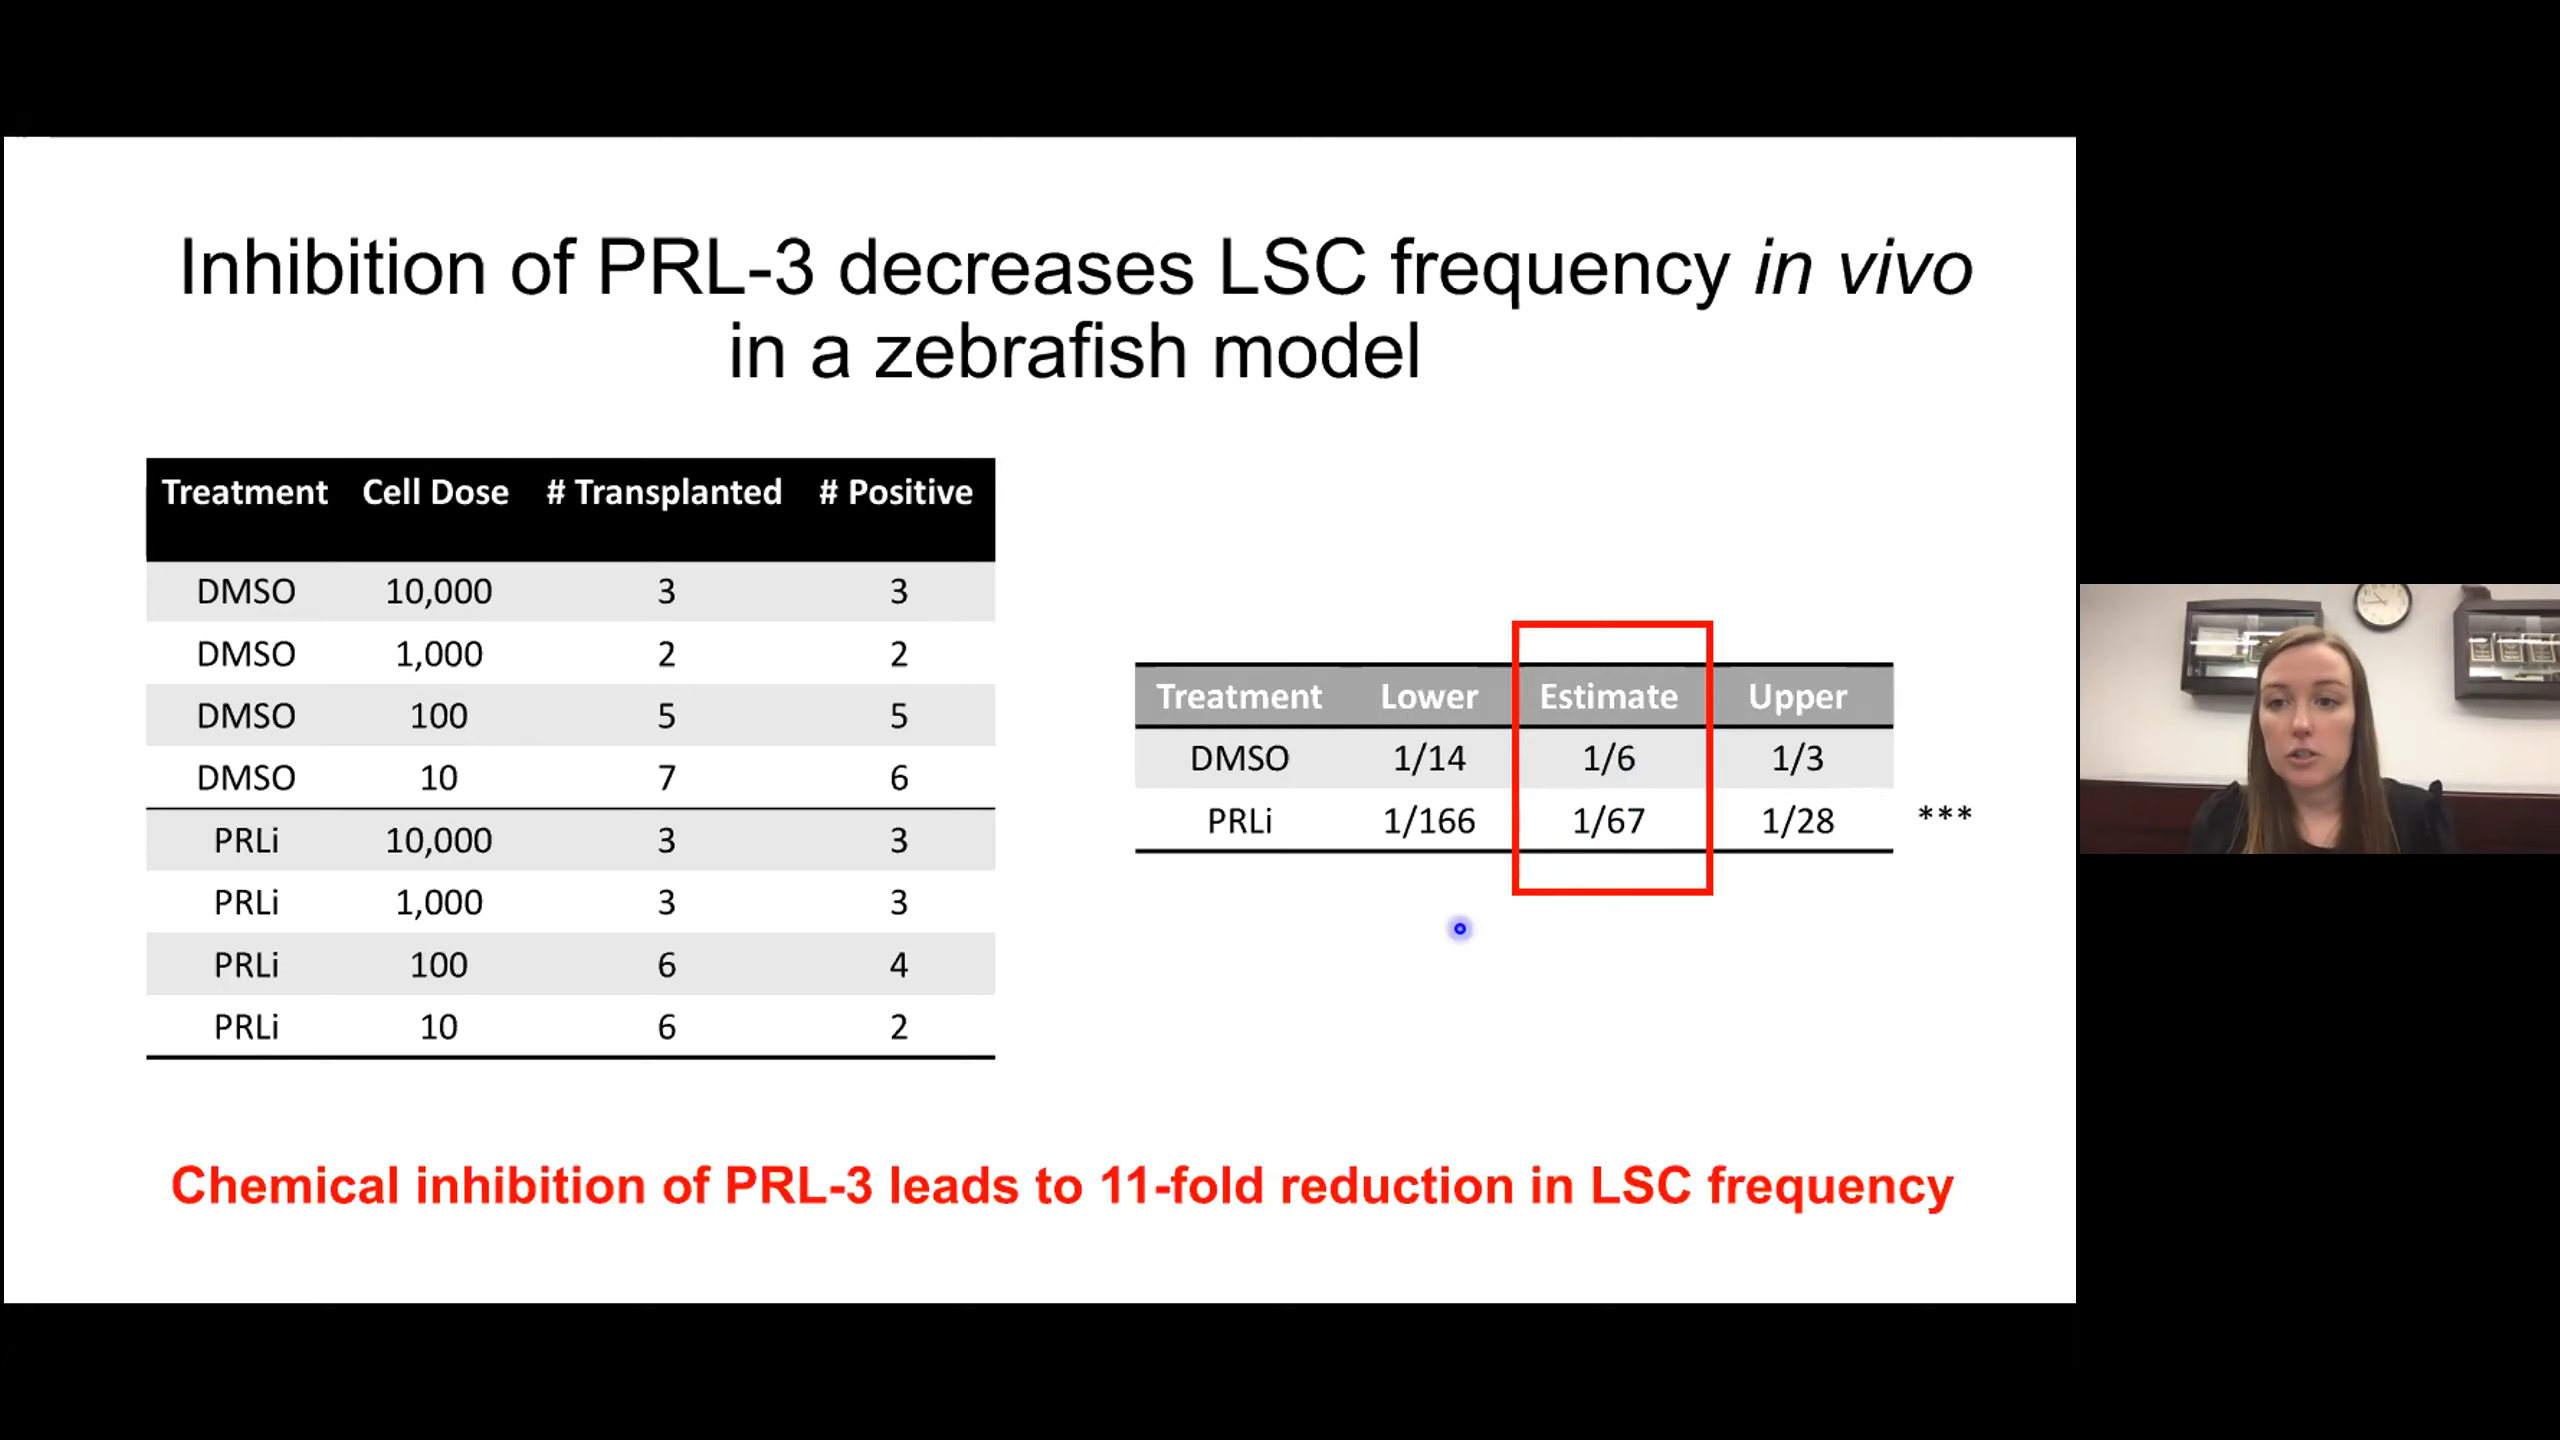 Inhibition of PRL-3 decreases LSC frequency in vivo
in a zebrafish model
Treatment Cell Dose # Transplanted # Positive
DMSO 10,000 3 3
DMSO 1,000 2 2
DMSO 100 5 5
DMSO 10 7 6
PRLi 10,000 3 3
PRLi 1,000 3 3
PRLi 100 6 4
PRLi 10 6 2
Treatment Lower Estimate Upper
DMSO 1/14 1/6 1/3
PRLi 1/166 1/67 1/28 ***
Chemical inhibition of PRL-3 leads to 11-fold reduction in LSC frequency